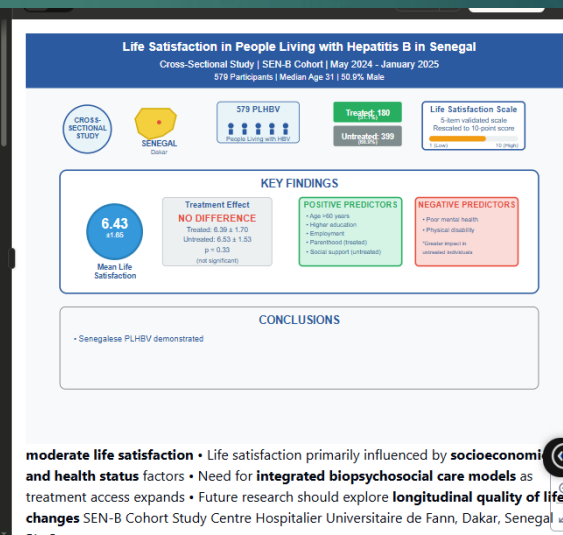 Life Satisfaction in People Living with Hepatitis B in Senegal
Cross-Sectional Study | SEN-B Cohort | May 2024 - January 2025
579 Participants | Median Age 31 | 50.9% Male
CROSS-
SECTIONAL
STUDY
SENEGAL
Dakar
579 PLHBV
People Living with HBV
Treated: 180
Untreated: 399
Life Satisfaction Scale
5-item validated scale
Rescaled to 10-point score
1 (Low)
10 (High)
KEY FINDINGS
6.43
±1.65
Mean Life
Satisfaction
Treatment Effect
NO DIFFERENCE
Treated: 6.39 ± 1.70
Untreated: 6.53 ± 1.53
p = 0.33
(not significant)
POSITIVE PREDICTORS
• Age >60 years
• Higher education
• Employment
• Parenthood (treated)
• Social support (untreated)
NEGATIVE PREDICTORS
• Poor mental health
• Physical disability
*Greater impact in
untreated individuals
CONCLUSIONS
• Senegalese PLHBV demonstrated
moderate life satisfaction • Life satisfaction primarily influenced by socioeconomic
and health status factors • Need for integrated biopsychosocial care models as
treatment access expands • Future research should explore longitudinal quality of life
changes SEN-B Cohort Study Centre Hospitalier Universitaire de Fann, Dakar, Senegal